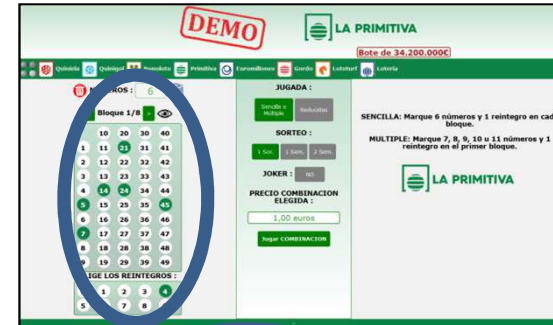 DEMO
LA PRIMITIVA
Bote de 34.200.000€
Quiniela Quinigol Primitiva Euromillones Gordo Lototurf Lotería
6
Bloque 1/8
10 20 30 40
1 11 21 31 41
2 12 22 32 42
3 13 23 33 43
4 14 24 34 44
5 15 25 35 45
6 16 26 36 46
7 17 27 37 47
8 18 28 38 48
9 19 29 39 49
LIGE LOS REINTEGROS :
1 2 3 4
5 7 8
JUGADA :
Sencilla o Múltiple
Reducidas
SORTEO :
1 Sor. 1 Sem. 2 Sem.
JOKER : NO
PRECIO COMBINACION
ELEGIDA :
1,00 euros
Jugar COMBINACION
SENCILLA: Marque 6 números y 1 reintegro en cad
bloque.
MULTIPLE: Marque 7, 8, 9, 10 u 11 números y 1
reintegro en el primer bloque.
LA PRIMITIVA